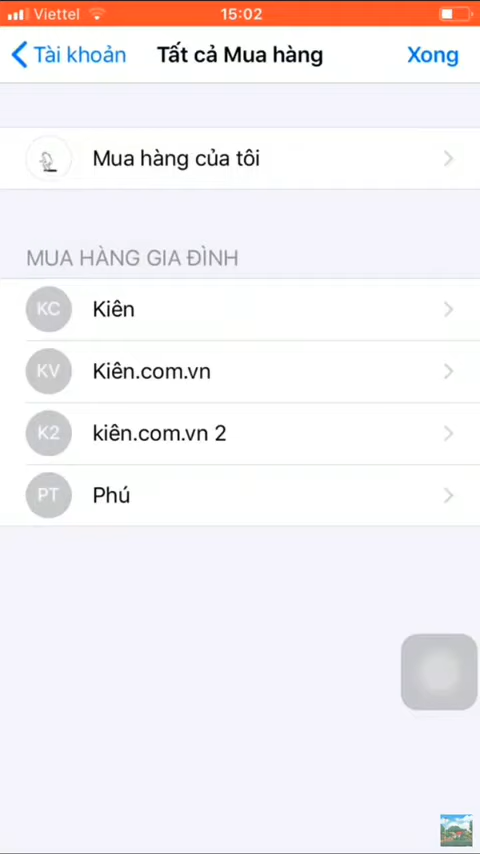 Viettel 15:02
Tài khoản Tất cả Mua hàng Xong
Mua hàng của tôi
MUA HÀNG GIA ĐÌNH
KC Kiên
KV Kiên.com.vn
K2 kiên.com.vn 2
PT Phú